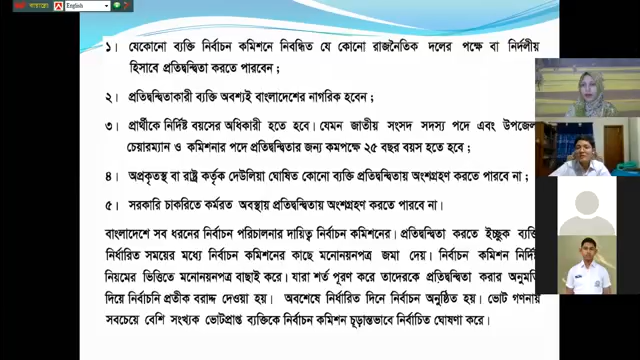 English
১। যেকোনো ব্যক্তি নির্বাচন কমিশনে নিবন্ধিত যে কোনো রাজনৈতিক দলের পক্ষে বা নির্দলীয়
হিসাবে প্রতিদ্বন্দ্বিতা করতে পারবেন ;
২। প্রতিদ্বন্দ্বিতাকারী ব্যক্তি অবশ্যই বাংলাদেশের নাগরিক হবেন ;
৩। প্রার্থীকে নির্দিষ্ট বয়সের অধিকারী হতে হবে। যেমন জাতীয় সংসদ সদস্য পদে এবং উপজেল
চেয়ারম্যান ও কমিশনার পদে প্রতিদ্বন্দ্বিতার জন্য কমপক্ষে ২৫ বছর বয়স হতে হবে ;
৪। অপ্রকৃতস্থ বা রাষ্ট্র কর্তৃক দেউলিয়া ঘোষিত কোনো ব্যক্তি প্রতিদ্বন্দ্বিতায় অংশগ্রহণ করতে পারবে না ;
৫। সরকারি চাকরিতে কর্মরত অবস্থায় প্রতিদ্বন্দ্বিতায় অংশগ্রহণ করতে পারবে না।
বাংলাদেশে সব ধরনের নির্বাচন পরিচালনার দায়িত্ব নির্বাচন কমিশনের। প্রতিদ্বন্দ্বিতা করতে ইচ্ছুক ব্যক্তি
নির্ধারিত সময়ের মধ্যে নির্বাচন কমিশনের কাছে মনোনয়নপত্র জমা দেয়। নির্বাচন কমিশন নির্দিষ্ট
নিয়মের ভিত্তিতে মনোনয়নপত্র বাছাই করে। যারা শর্ত পূরণ করে তাদেরকে প্রতিদ্বন্দ্বিতা করার অনুমতি
দিয়ে নির্বাচনি প্রতীক বরাদ্দ দেওয়া হয়। অবশেষে নির্ধারিত দিনে নির্বাচন অনুষ্ঠিত হয়। ভোট গণনায়
সবচেয়ে বেশি সংখ্যক ভোটপ্রাপ্ত ব্যক্তিকে নির্বাচন কমিশন চূড়ান্তভাবে নির্বাচিত ঘোষণা করে।